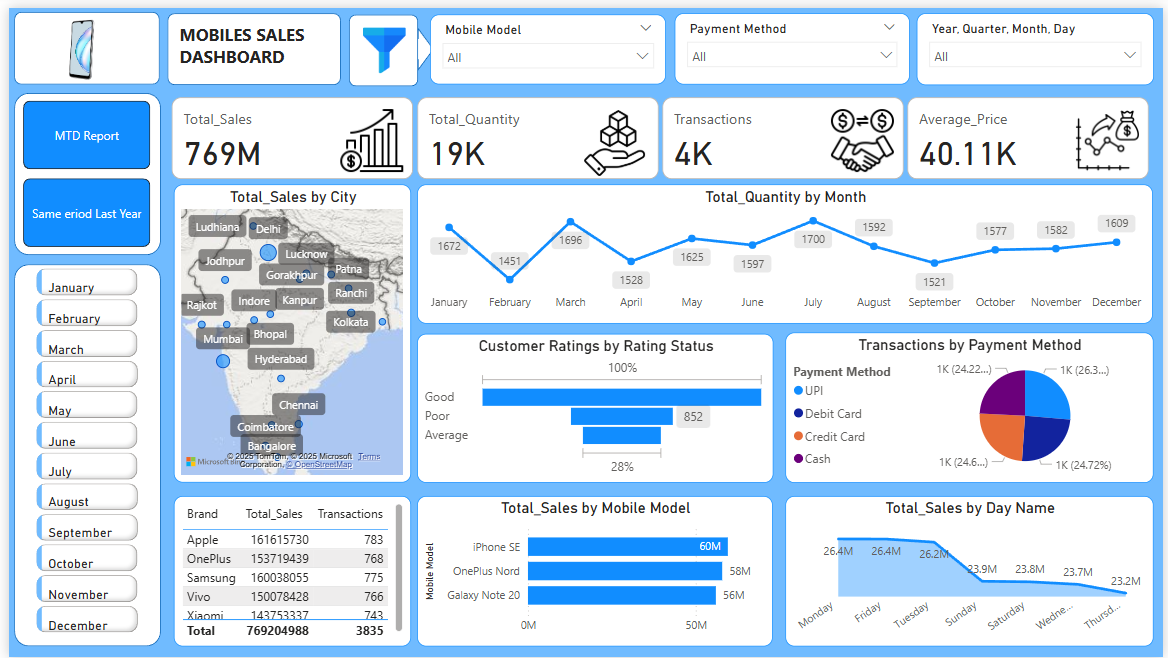 MOBILES SALES
DASHBOARD
Mobile Model
All
Payment Method
All
Year, Quarter, Month, Day
All
MTD Report
Same eriod Last Year
January
February
March
April
May
June
July
August
September
October
November
December
Total_Sales
769M
Total_Quantity
19K
Transactions
4K
Average_Price
40.11K
Total_Sales by City
Ludhiana
Delhi
Jodhpur
Lucknow
Gorakhpur
Patna
Rajkot
Indore
Kanpur
Ranchi
Mumbai
Bhopal
Kolkata
Hyderabad
Chennai
Coimbatore
Bangalore
Microsoft
© 2025 TomTom, © 2025 Microsoft Terms
Corporation, © OpenStreetMap
Total_Quantity by Month
1672
1451
1696
1528
1625
1597
1700
1592
1521
1577
1582
1609
January February March April May June July August September October November December
Customer Ratings by Rating Status
100%
Good
Poor
852
Average
28%
Transactions by Payment Method
Payment Method
UPI
Debit Card
Credit Card
Cash
1K (24.22...)
1K (26.3...)
1K (24.6...)
1K (24.72%)
Brand Total_Sales Transactions
Apple 161615730 783
OnePlus 153719439 768
Samsung 160038055 775
Vivo 150078428 766
Xiaomi 143753337 743
Total 769204988 3835
Total_Sales by Mobile Model
Mobile Model
iPhone SE 60M
OnePlus Nord 58M
Galaxy Note 20 56M
0M 50M
Total_Sales by Day Name
26.4M
26.4M
26.2M
23.9M
23.8M
23.7M
23.2M
Monday Friday Tuesday Sunday Saturday Wedne... Thursd...